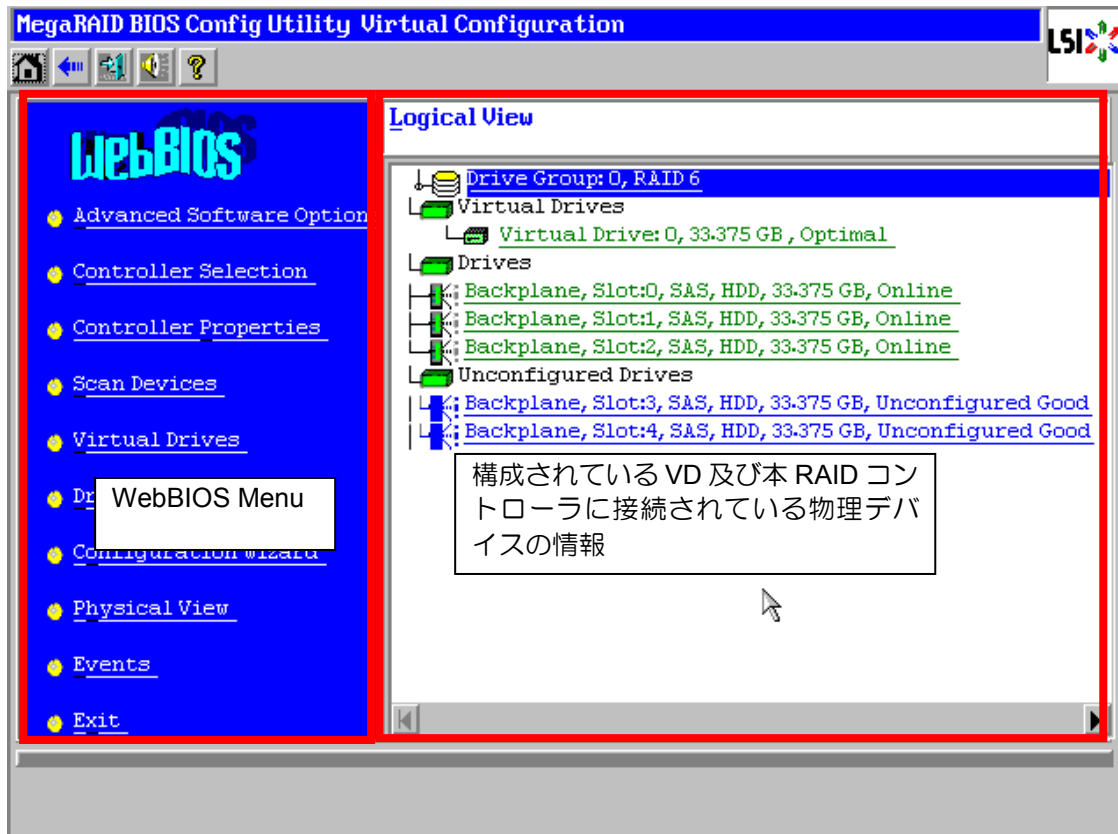 MegaRAID BIOS Config Utility Virtual Configuration
LSI
WebBIOS
Advanced Software Option
Controller Selection
Controller Properties
Scan Devices
Virtual Drives
Dr
WebBIOS Menu
Configuration Wizard
Physical View
Events
Exit
Logical View
Drive Group: 0, RAID 6
Virtual Drives
Virtual Drive: 0, 33.375 GB, Optimal
Drives
Backplane, Slot:0, SAS, HDD, 33.375 GB, Online
Backplane, Slot:1, SAS, HDD, 33.375 GB, Online
Backplane, Slot:2, SAS, HDD, 33.375 GB, Online
Unconfigured Drives
Backplane, Slot:3, SAS, HDD, 33.375 GB, Unconfigured Good
Backplane, Slot:4, SAS, HDD, 33.375 GB, Unconfigured Good
構成されている VD 及び本 RAID コン
トローラに接続されている物理デバ
イスの情報